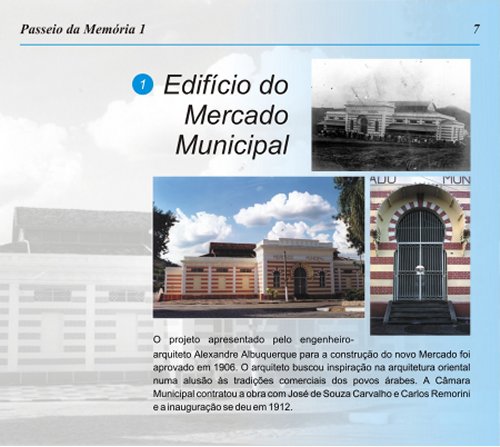 Passeio da Memória 1 7
1 Edifício do
Mercado
Municipal
ADO MUN
MERCADO MUNICIPAL
O projeto apresentado pelo engenheiro-
arquiteto Alexandre Albuquerque para a construção do novo Mercado foi
aprovado em 1906. O arquiteto buscou inspiração na arquitetura oriental
numa alusão às tradições comerciais dos povos árabes. A Câmara
Municipal contratou a obra com José de Souza Carvalho e Carlos Remorini
e a inauguração se deu em 1912.